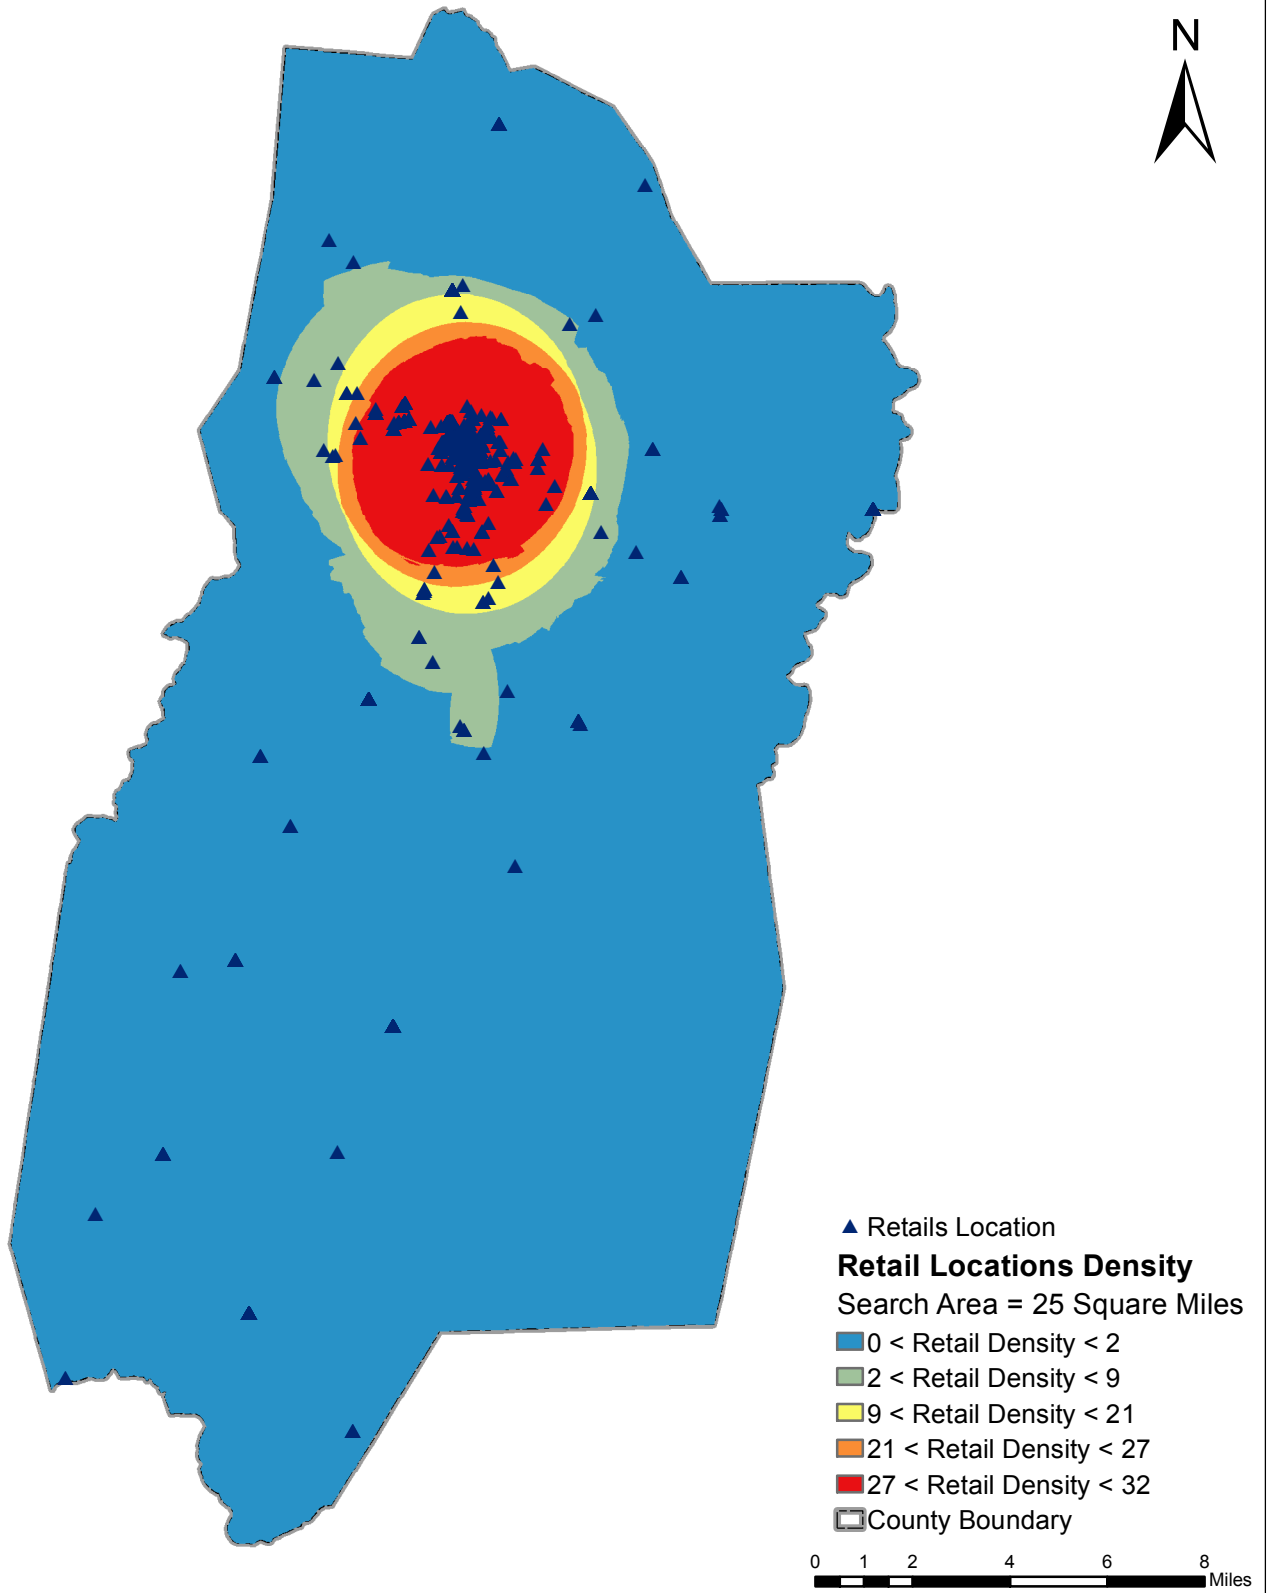 N
Retails Location
Retail Locations Density
Search Area = 25 Square Miles
0 < Retail Density < 2
2 < Retail Density < 9
9 < Retail Density < 21
21 < Retail Density < 27
27 < Retail Density < 32
County Boundary
0 1 2 4 6 8
Miles